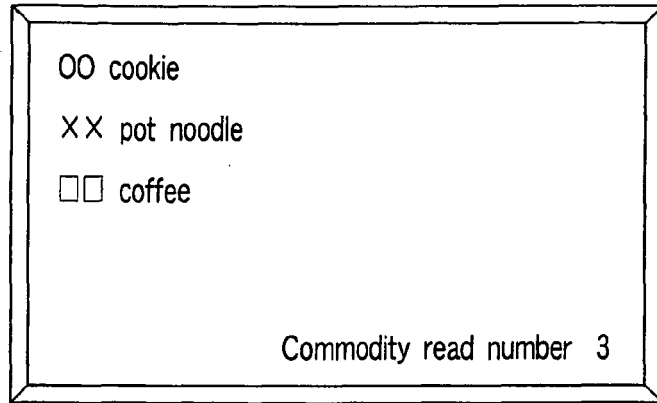 OO cookie
XX pot noodle
□□ coffee
Commodity read number 3